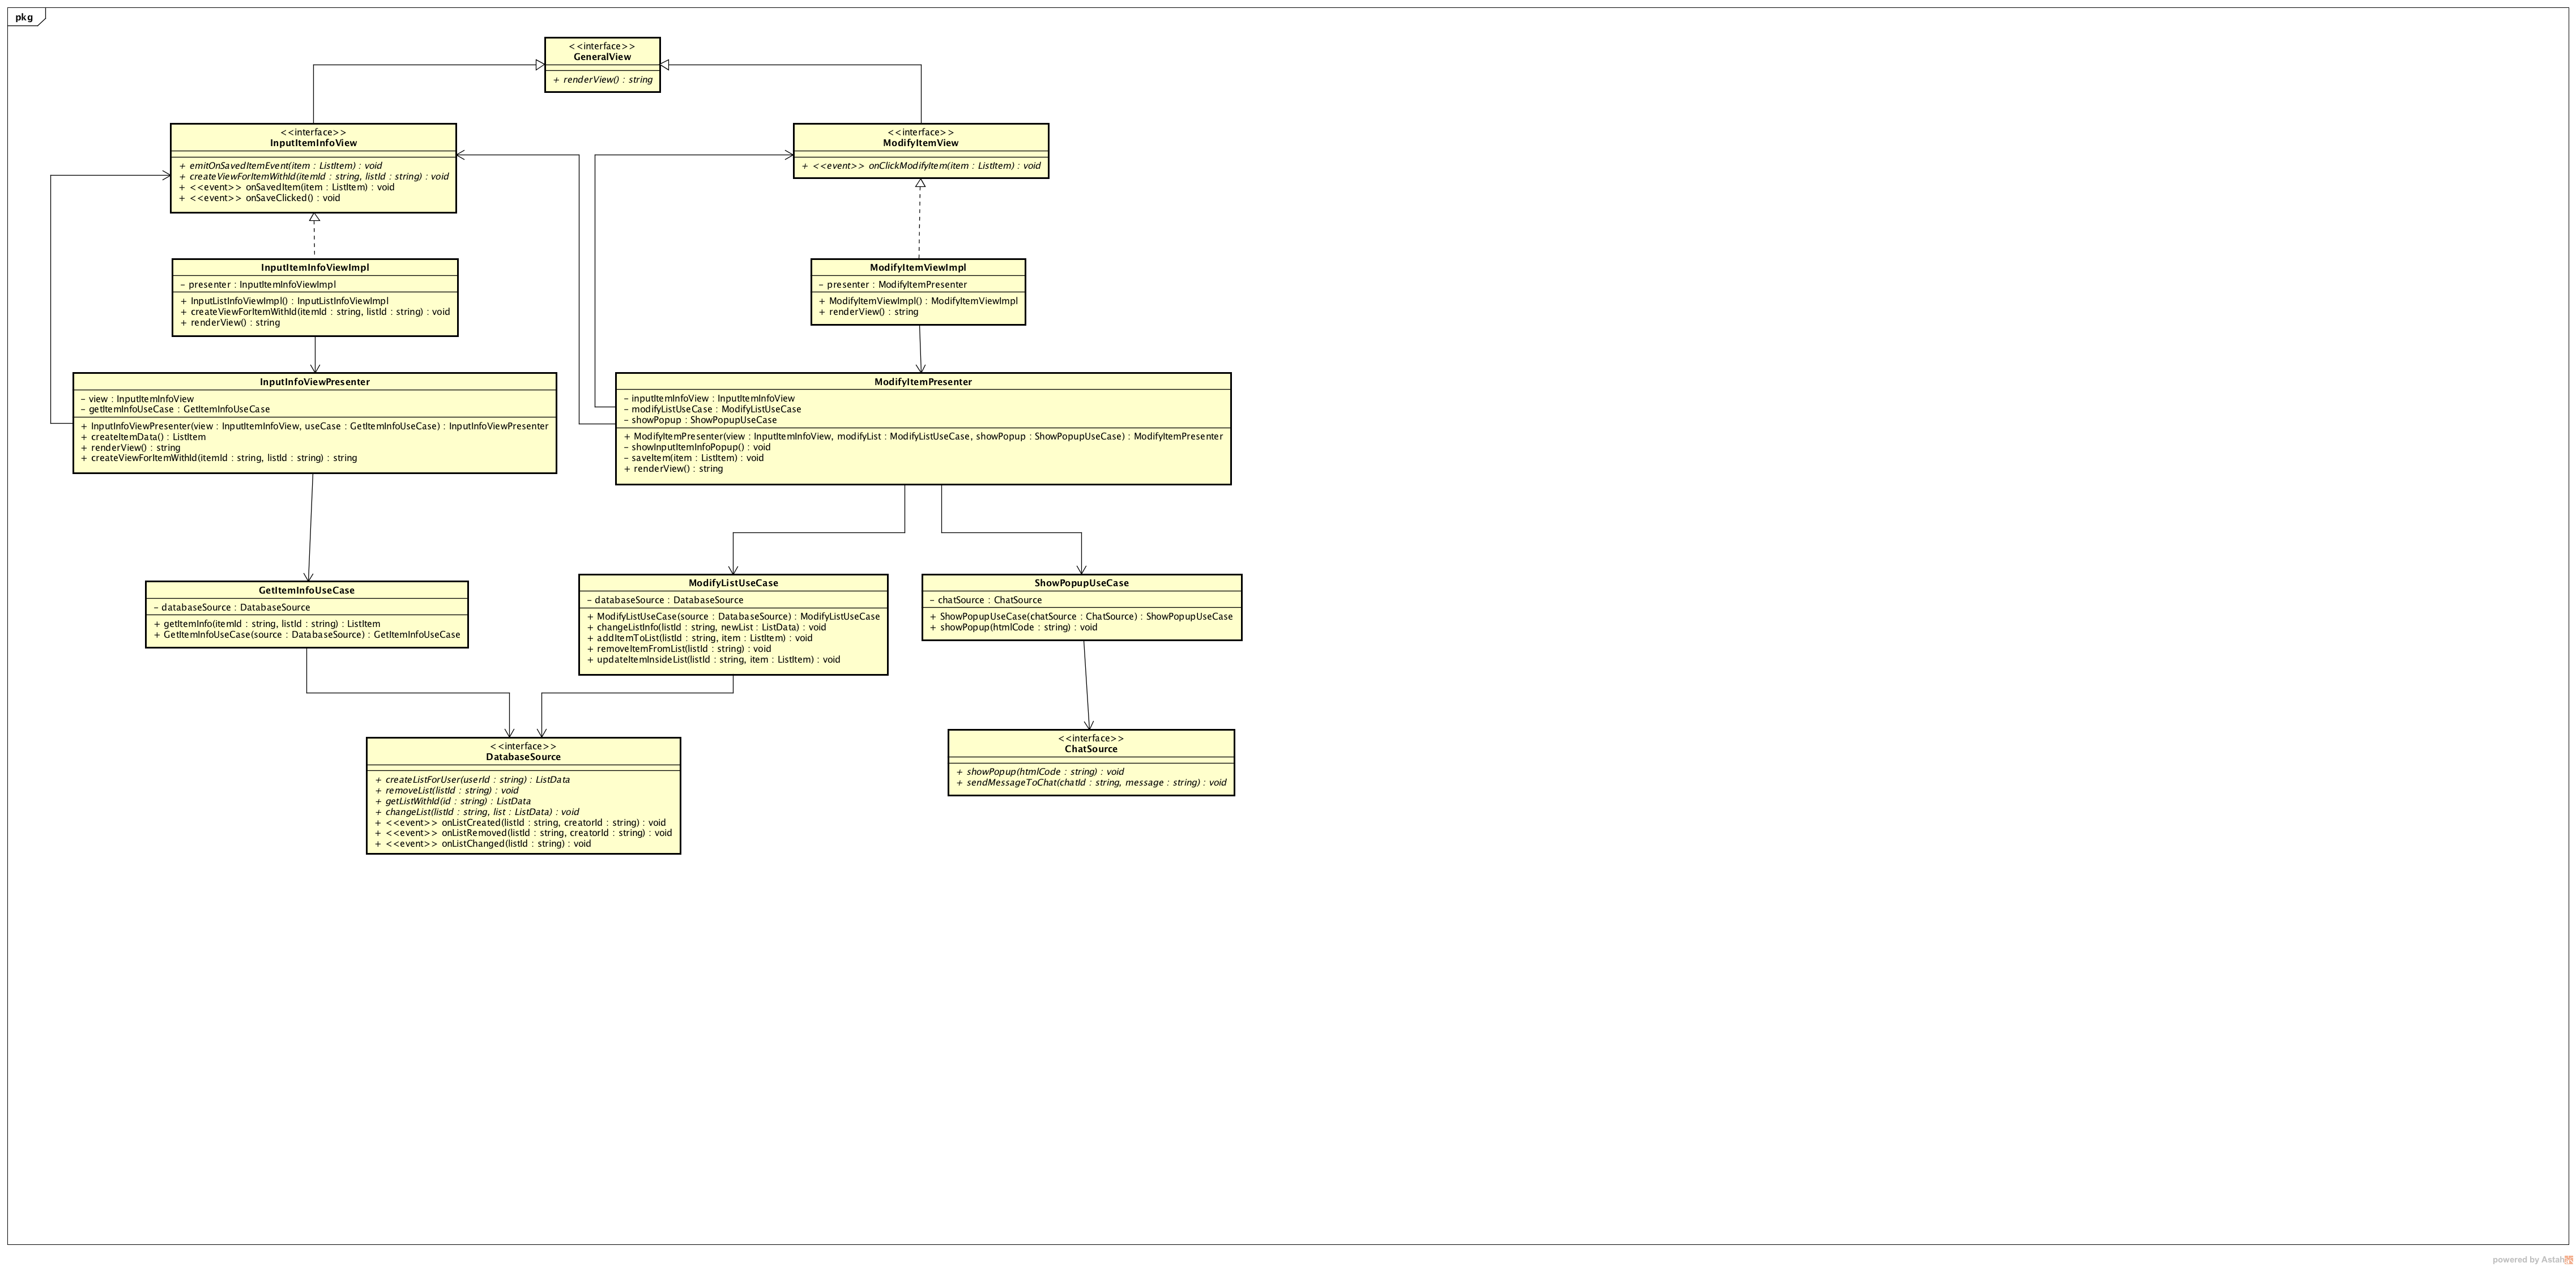 pkg
<<interface>>
GeneralView
+ renderView() : string
<<interface>>
InputItemInfoView
+ emitOnSavedItemEvent(item : ListItem) : void
+ createViewForItemWithId(itemId : string, listId : string) : void
+ <<event>> onSavedItem(item : ListItem) : void
+ <<event>> onSaveClicked() : void
<<interface>>
ModifyItemView
+ <<event>> onClickModifyItem(item : ListItem) : void
InputItemInfoViewImpl
– presenter : InputItemInfoViewImpl
+ InputListInfoViewImpl() : InputListInfoViewImpl
+ createViewForItemWithId(itemId : string, listId : string) : void
+ renderView() : string
ModifyItemViewImpl
– presenter : ModifyItemPresenter
+ ModifyItemViewImpl() : ModifyItemViewImpl
+ renderView() : string
InputInfoViewPresenter
– view : InputItemInfoView
– getItemInfoUseCase : GetItemInfoUseCase
+ InputInfoViewPresenter(view : InputItemInfoView, useCase : GetItemInfoUseCase) : InputInfoViewPresenter
+ createItemData() : ListItem
+ renderView() : string
+ createViewForItemWithId(itemId : string, listId : string) : string
ModifyItemPresenter
– inputItemInfoView : InputItemInfoView
– modifyListUseCase : ModifyListUseCase
– showPopup : ShowPopupUseCase
+ ModifyItemPresenter(view : InputItemInfoView, modifyList : ModifyListUseCase, showPopup : ShowPopupUseCase) : ModifyItemPresenter
– showInputItemInfoPopup() : void
– saveItem(item : ListItem) : void
+ renderView() : string
GetItemInfoUseCase
– databaseSource : DatabaseSource
+ getItemInfo(itemId : string, listId : string) : ListItem
+ GetItemInfoUseCase(source : DatabaseSource) : GetItemInfoUseCase
ModifyListUseCase
– databaseSource : DatabaseSource
+ ModifyListUseCase(source : DatabaseSource) : ModifyListUseCase
+ changeListInfo(listId : string, newList : ListData) : void
+ addItemToList(listId : string, item : ListItem) : void
+ removeItemFromList(listId : string) : void
+ updateItemInsideList(listId : string, item : ListItem) : void
ShowPopupUseCase
– chatSource : ChatSource
+ ShowPopupUseCase(chatSource : ChatSource) : ShowPopupUseCase
+ showPopup(htmlCode : string) : void
<<interface>>
DatabaseSource
+ createListForUser(userId : string) : ListData
+ removeList(listId : string) : void
+ getListWithId(id : string) : ListData
+ changeList(listId : string, list : ListData) : void
+ <<event>> onListCreated(listId : string, creatorId : string) : void
+ <<event>> onListRemoved(listId : string, creatorId : string) : void
+ <<event>> onListChanged(listId : string) : void
<<interface>>
ChatSource
+ showPopup(htmlCode : string) : void
+ sendMessageToChat(chatId : string, message : string) : void
powered by Astah